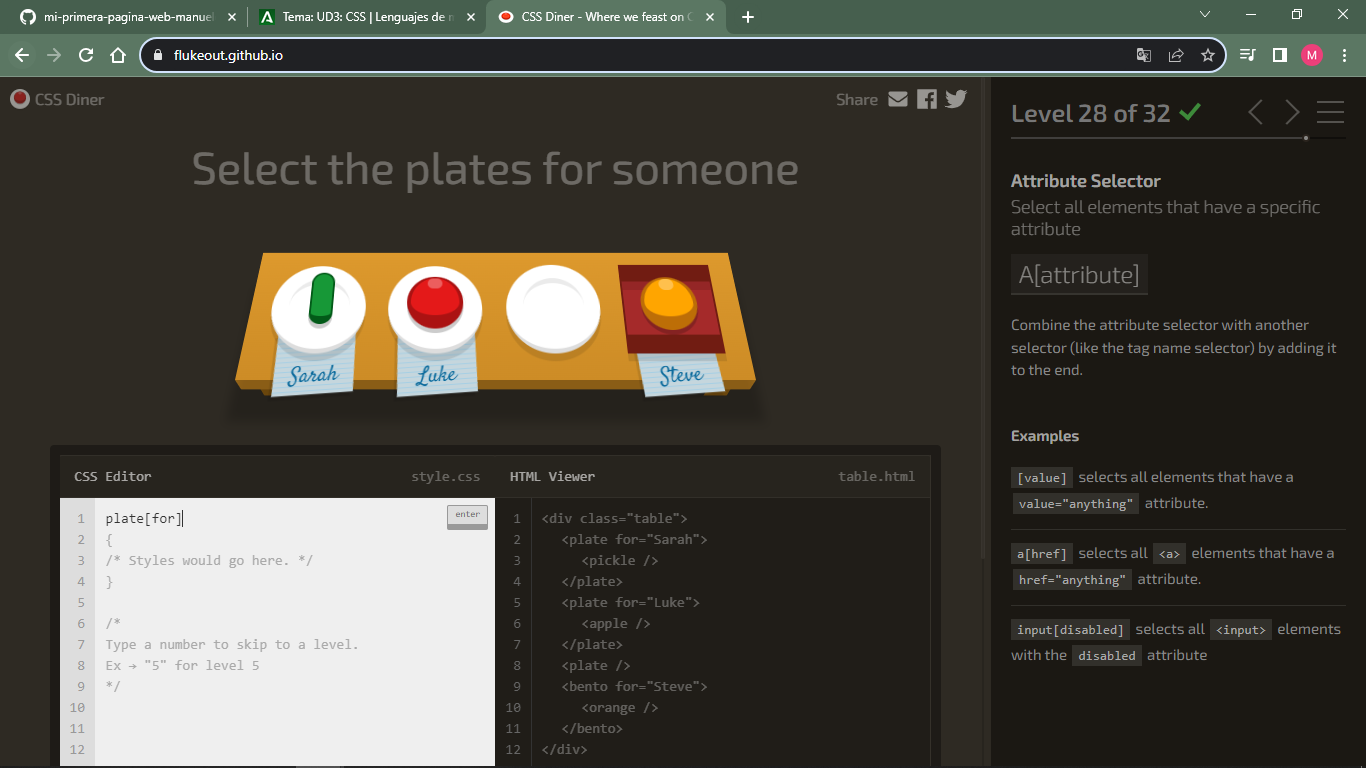 mi-primera-pagina-web-manuel
Tema: UD3: CSS | Lenguajes de m
CSS Diner - Where we feast on C
flukeout.github.io
M
CSS Diner
Share
Select the plates for someone
Sarah
Luke
Steve
CSS Editor
style.css
HTML Viewer
table.html
1 plate[for]
enter
2 {
3 /* Styles would go here. */
4 }
5
6 /*
7 Type a number to skip to a level.
8 Ex → "5" for level 5
9 */
10
11
12
1 <div class="table">
2 <plate for="Sarah">
3 <pickle />
4 </plate>
5 <plate for="Luke">
6 <apple />
7 </plate>
8 <plate />
9 <bento for="Steve">
10 <orange />
11 </bento>
12 </div>
Level 28 of 32
Attribute Selector
Select all elements that have a specific
attribute
A[attribute]
Combine the attribute selector with another
selector (like the tag name selector) by adding it
to the end.
Examples
[value] selects all elements that have a
value="anything" attribute.
a[href] selects all <a> elements that have a
href="anything" attribute.
input[disabled] selects all <input> elements
with the disabled attribute